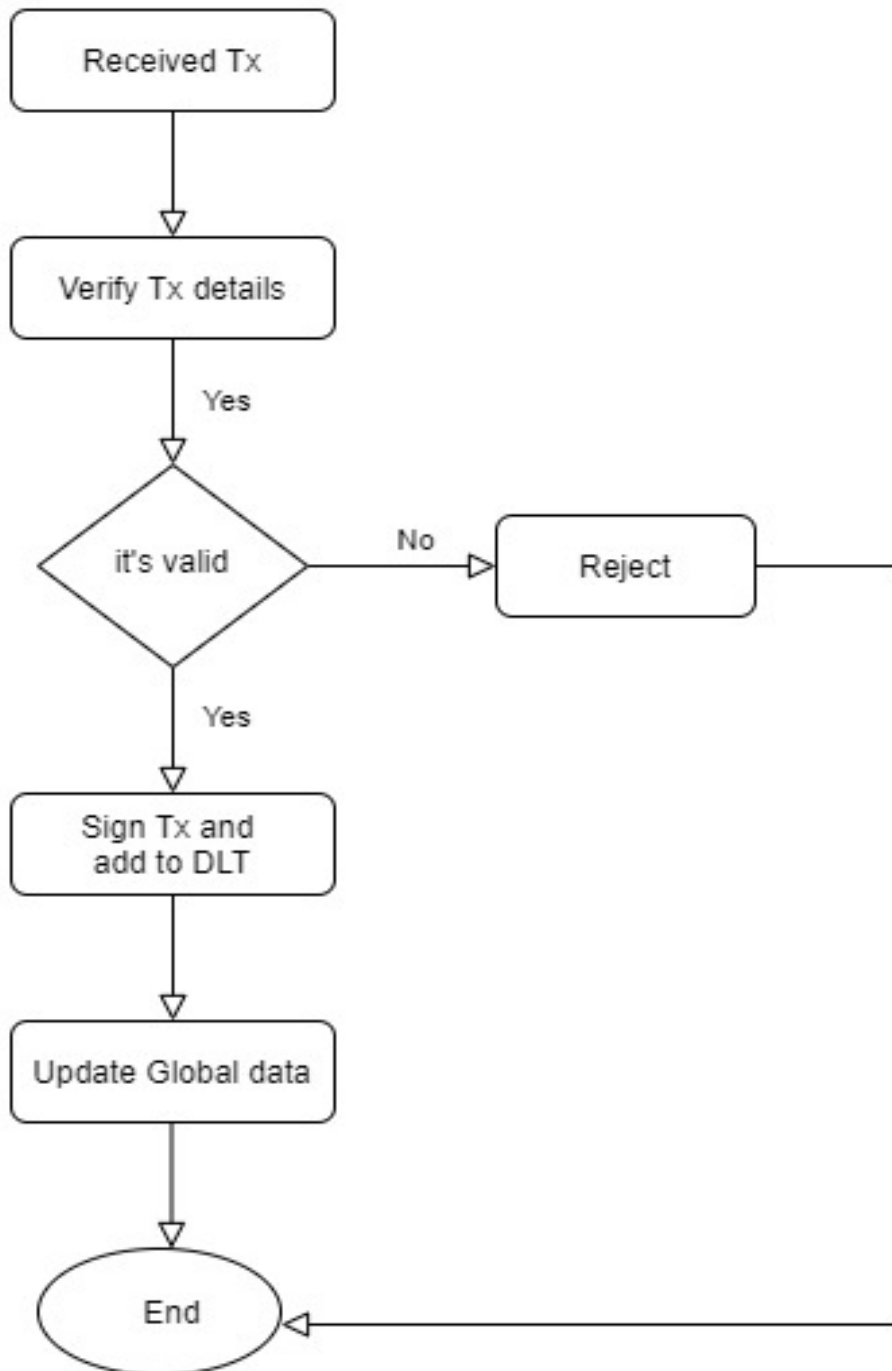 Received Tx
Verify Tx details
Yes
it's valid
No
Reject
Yes
Sign Tx and
add to DLT
Update Global data
End